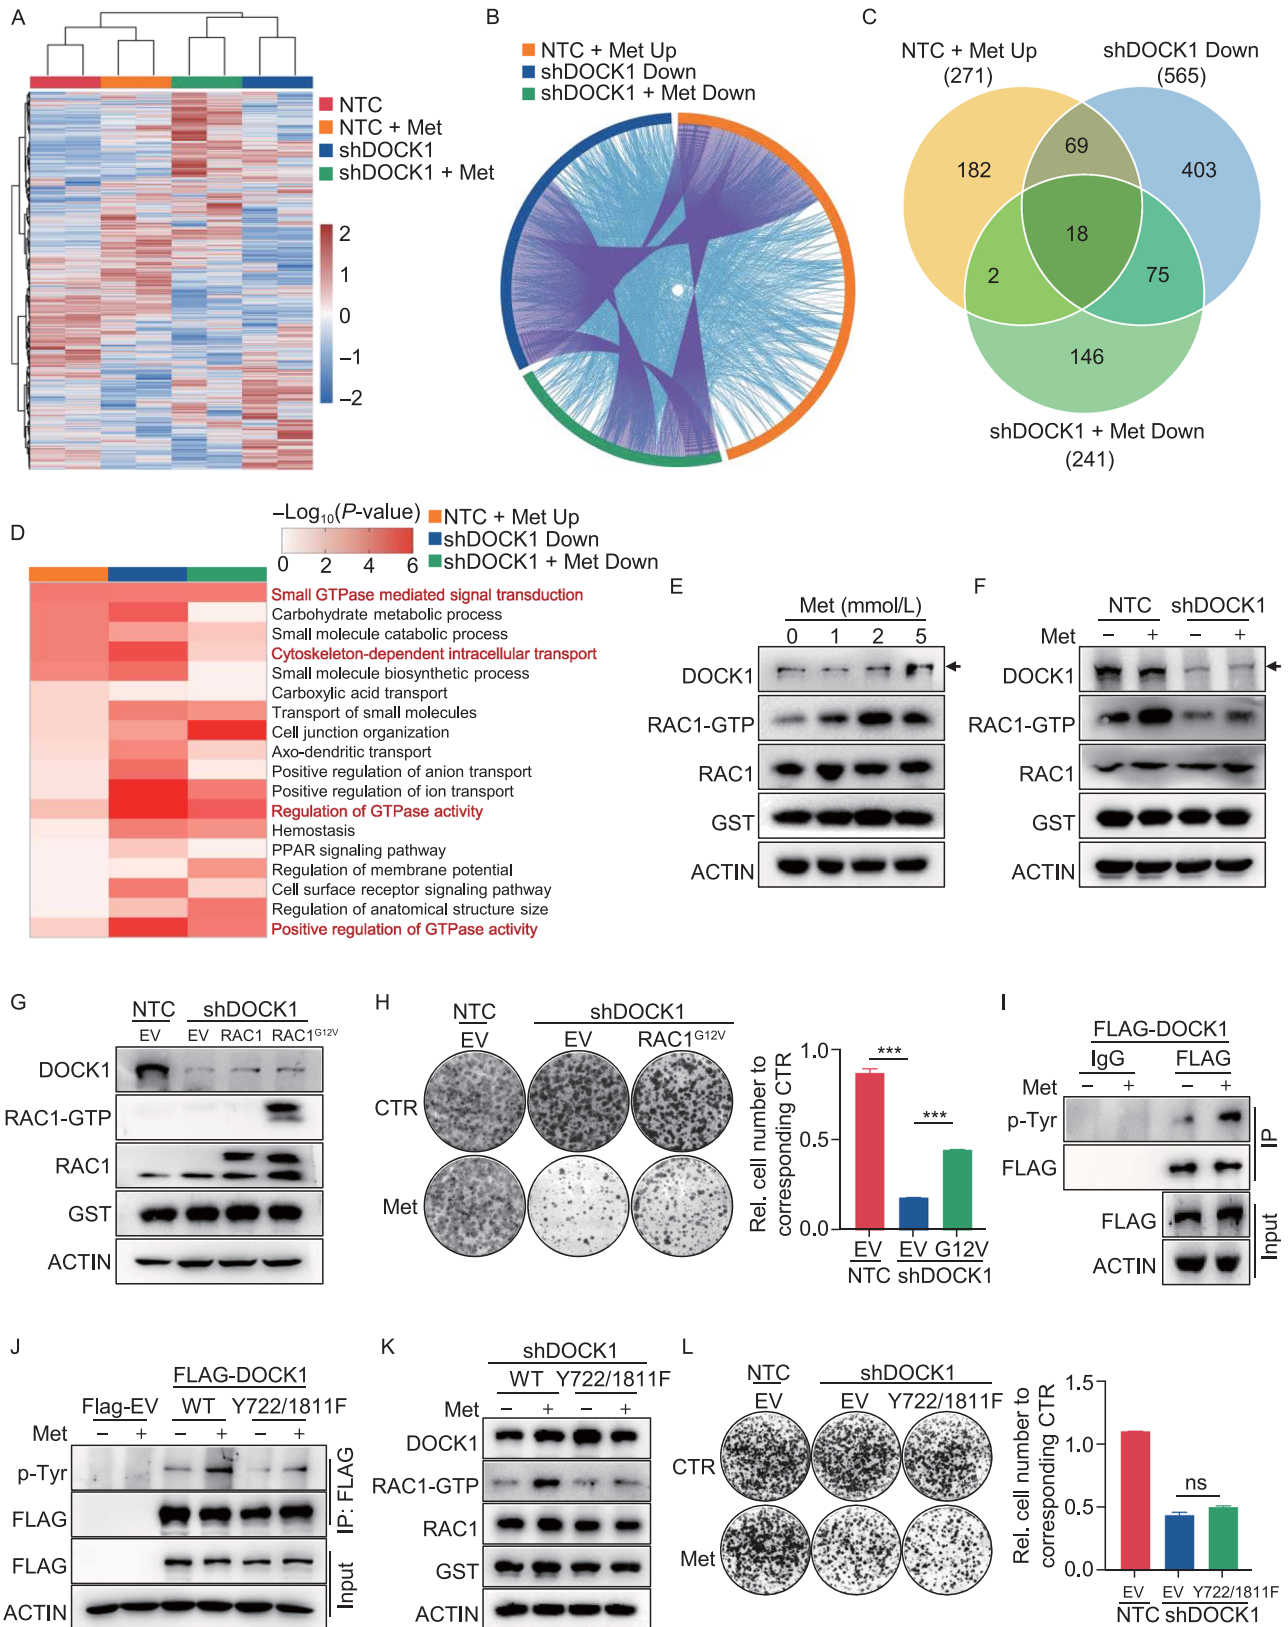 A
NTC
NTC + Met
shDOCK1
shDOCK1 + Met
2
1
0
–1
–2
B
NTC + Met Up
shDOCK1 Down
shDOCK1 + Met Down
C
NTC + Met Up
(271)
shDOCK1 Down
(565)
69
182
403
18
2
75
146
shDOCK1 + Met Down
(241)
D
–Log10(P-value)
0 2 4 6
NTC + Met Up
shDOCK1 Down
shDOCK1 + Met Down
Small GTPase mediated signal transduction
Carbohydrate metabolic process
Small molecule catabolic process
Cytoskeleton-dependent intracellular transport
Small molecule biosynthetic process
Carboxylic acid transport
Transport of small molecules
Cell junction organization
Axo-dendritic transport
Positive regulation of anion transport
Positive regulation of ion transport
Regulation of GTPase activity
Hemostasis
PPAR signaling pathway
Regulation of membrane potential
Cell surface receptor signaling pathway
Regulation of anatomical structure size
Positive regulation of GTPase activity
E
Met (mmol/L)
0 1 2 5
DOCK1
RAC1-GTP
RAC1
GST
ACTIN
F
NTC shDOCK1
Met – + – +
DOCK1
RAC1-GTP
RAC1
GST
ACTIN
G
NTC shDOCK1
EV EV RAC1 RAC1G12V
DOCK1
RAC1-GTP
RAC1
GST
ACTIN
H
NTC shDOCK1
EV EV RAC1G12V
CTR
Met
Rel. cell number to
corresponding CTR
1.0
0.5
0.0
***
***
EV EV G12V
NTC shDOCK1
I
FLAG-DOCK1
IgG FLAG
Met – + – +
p-Tyr
FLAG
IP
FLAG
ACTIN
Input
J
FLAG-DOCK1
Flag-EV WT Y722/1811F
Met – + – + – +
p-Tyr
FLAG
IP: FLAG
FLAG
ACTIN
Input
K
shDOCK1
WT Y722/1811F
Met – + – +
DOCK1
RAC1-GTP
RAC1
GST
ACTIN
L
NTC shDOCK1
EV EV Y722/1811F
CTR
Met
Rel. cell number to
corresponding CTR
1.5
1.0
0.5
0.0
ns
EV EV Y722/1811F
NTC shDOCK1